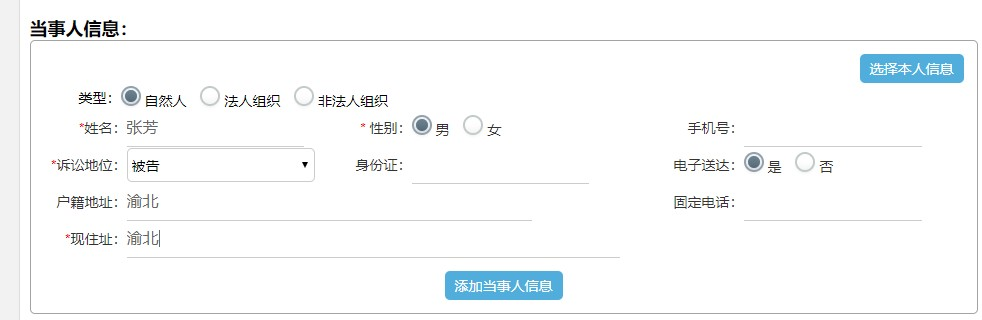 当事人信息：
选择本人信息
类型： 自然人 法人组织 非法人组织
*姓名： 张芳 * 性别： 男 女 手机号：
*诉讼地位： 被告 身份证： 电子送达： 是 否
户籍地址： 渝北 固定电话：
*现住址： 渝北
添加当事人信息